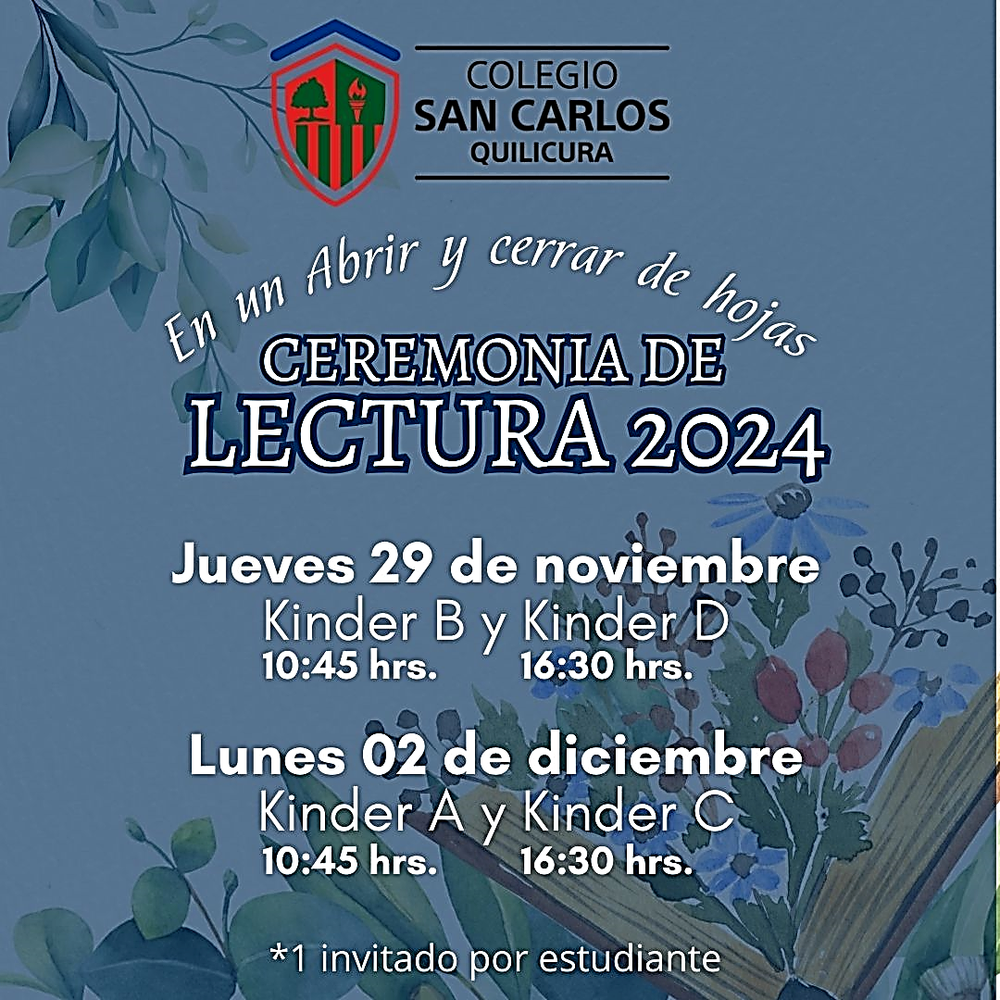 COLEGIO
SAN CARLOS
QUILICURA
En un Abrir y cerrar de hojas
CEREMONIA DE
LECTURA 2024
Jueves 29 de noviembre
Kinder B y Kinder D
10:45 hrs. 16:30 hrs.
Lunes 02 de diciembre
Kinder A y Kinder C
10:45 hrs. 16:30 hrs.
*1 invitado por estudiante